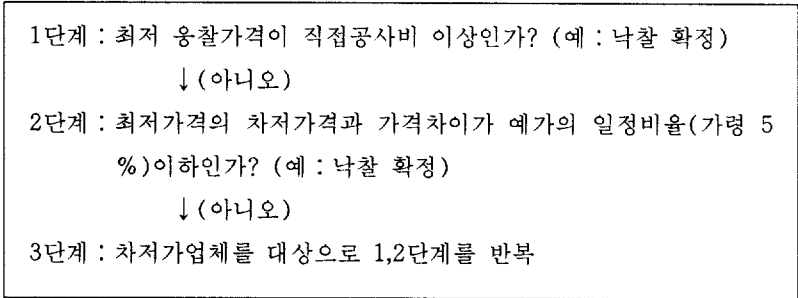 1단계 : 최저 응찰가격이 직접공사비 이상인가? (예 : 낙찰 확정)
↓(아니오)
2단계 : 최저가격의 차저가격과 가격차이가 예가의 일정비율(가령 5
%)이하인가? (예 : 낙찰 확정)
↓(아니오)
3단계 : 차저가업체를 대상으로 1,2단계를 반복